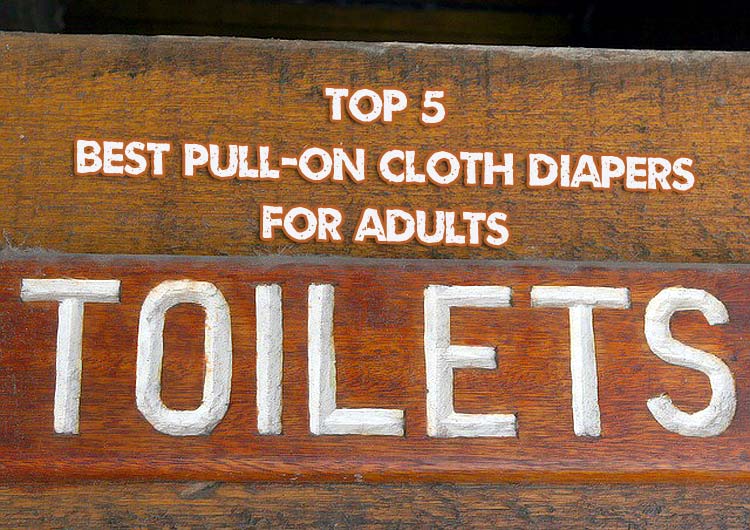 TOP 5
BEST PULL-ON CLOTH DIAPERS
FOR ADULTS
TOILETS